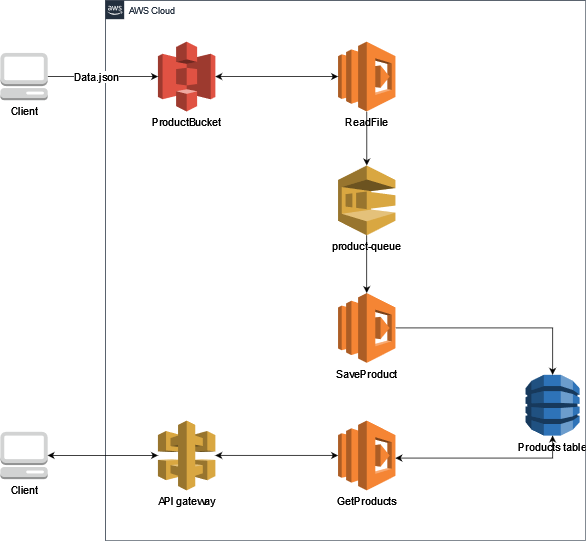 aws
AWS Cloud
Data.json
Client
ProductBucket
ReadFile
product-queue
SaveProduct
Products table
Client
API gateway
GetProducts